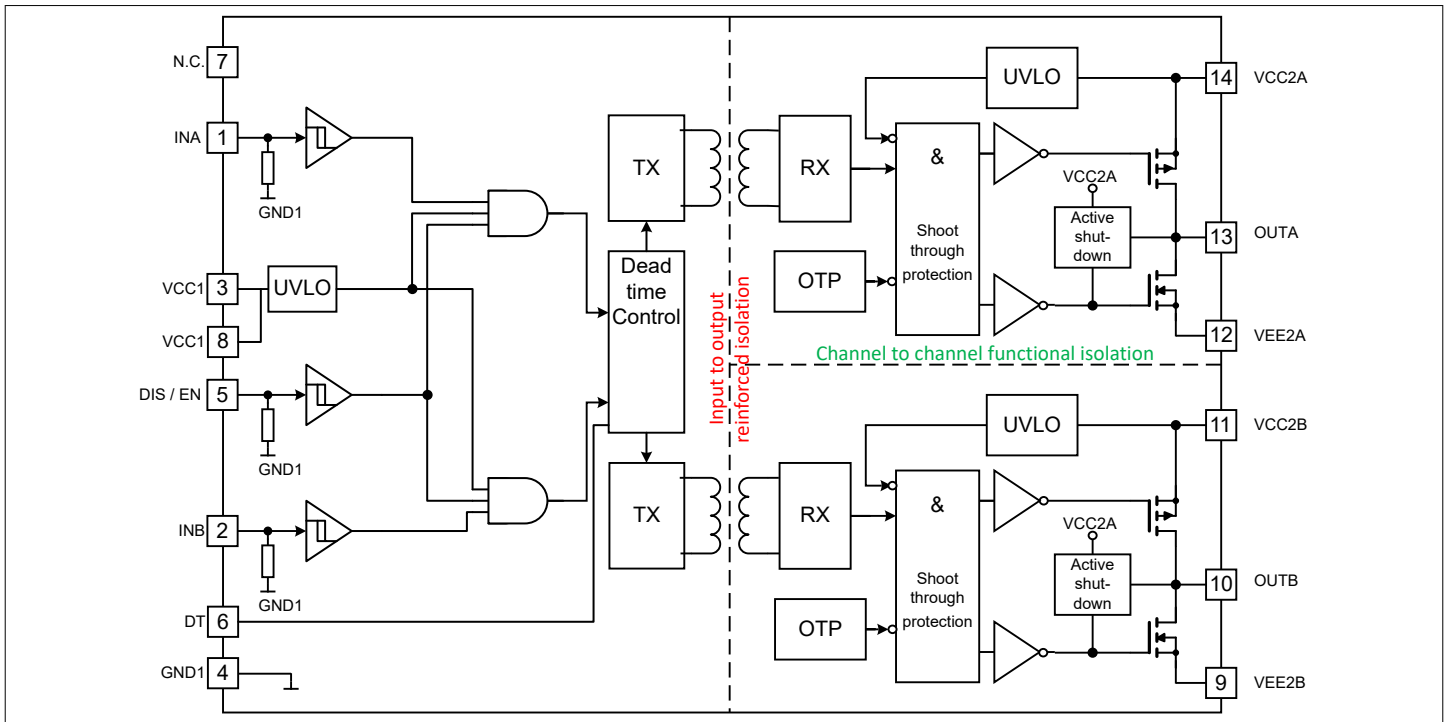 N.C.
7
INA
1
GND1
VCC1
3
UVLO
8
VCC1
DIS / EN
5
GND1
INB
2
GND1
DT
6
GND1
4
TX
Dead
time
Control
TX
Input to output
reinforced isolation
UVLO
14
VCC2A
RX
&
Shoot
through
protection
OTP
VCC2A
Active
shut-
down
13
OUTA
12
VEE2A
Channel to channel functional isolation
UVLO
11
VCC2B
RX
&
Shoot
through
protection
OTP
VCC2A
Active
shut-
down
10
OUTB
9
VEE2B